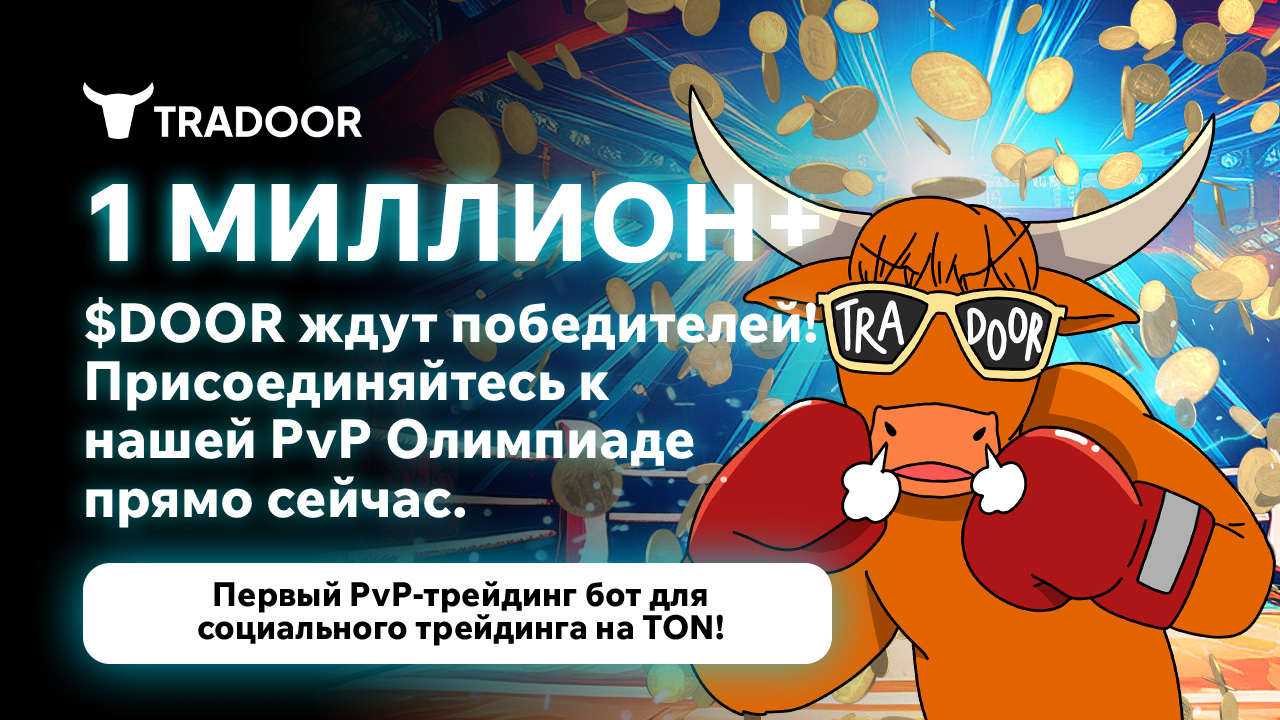 TRADOOR
1 МИЛЛИОН+
$DOOR ждут победителей!
Присоединяйтесь к
нашей PvP Олимпиаде
прямо сейчас.
TRA DOOR
Первый PvP-трейдинг бот для
социального трейдинга на TON!